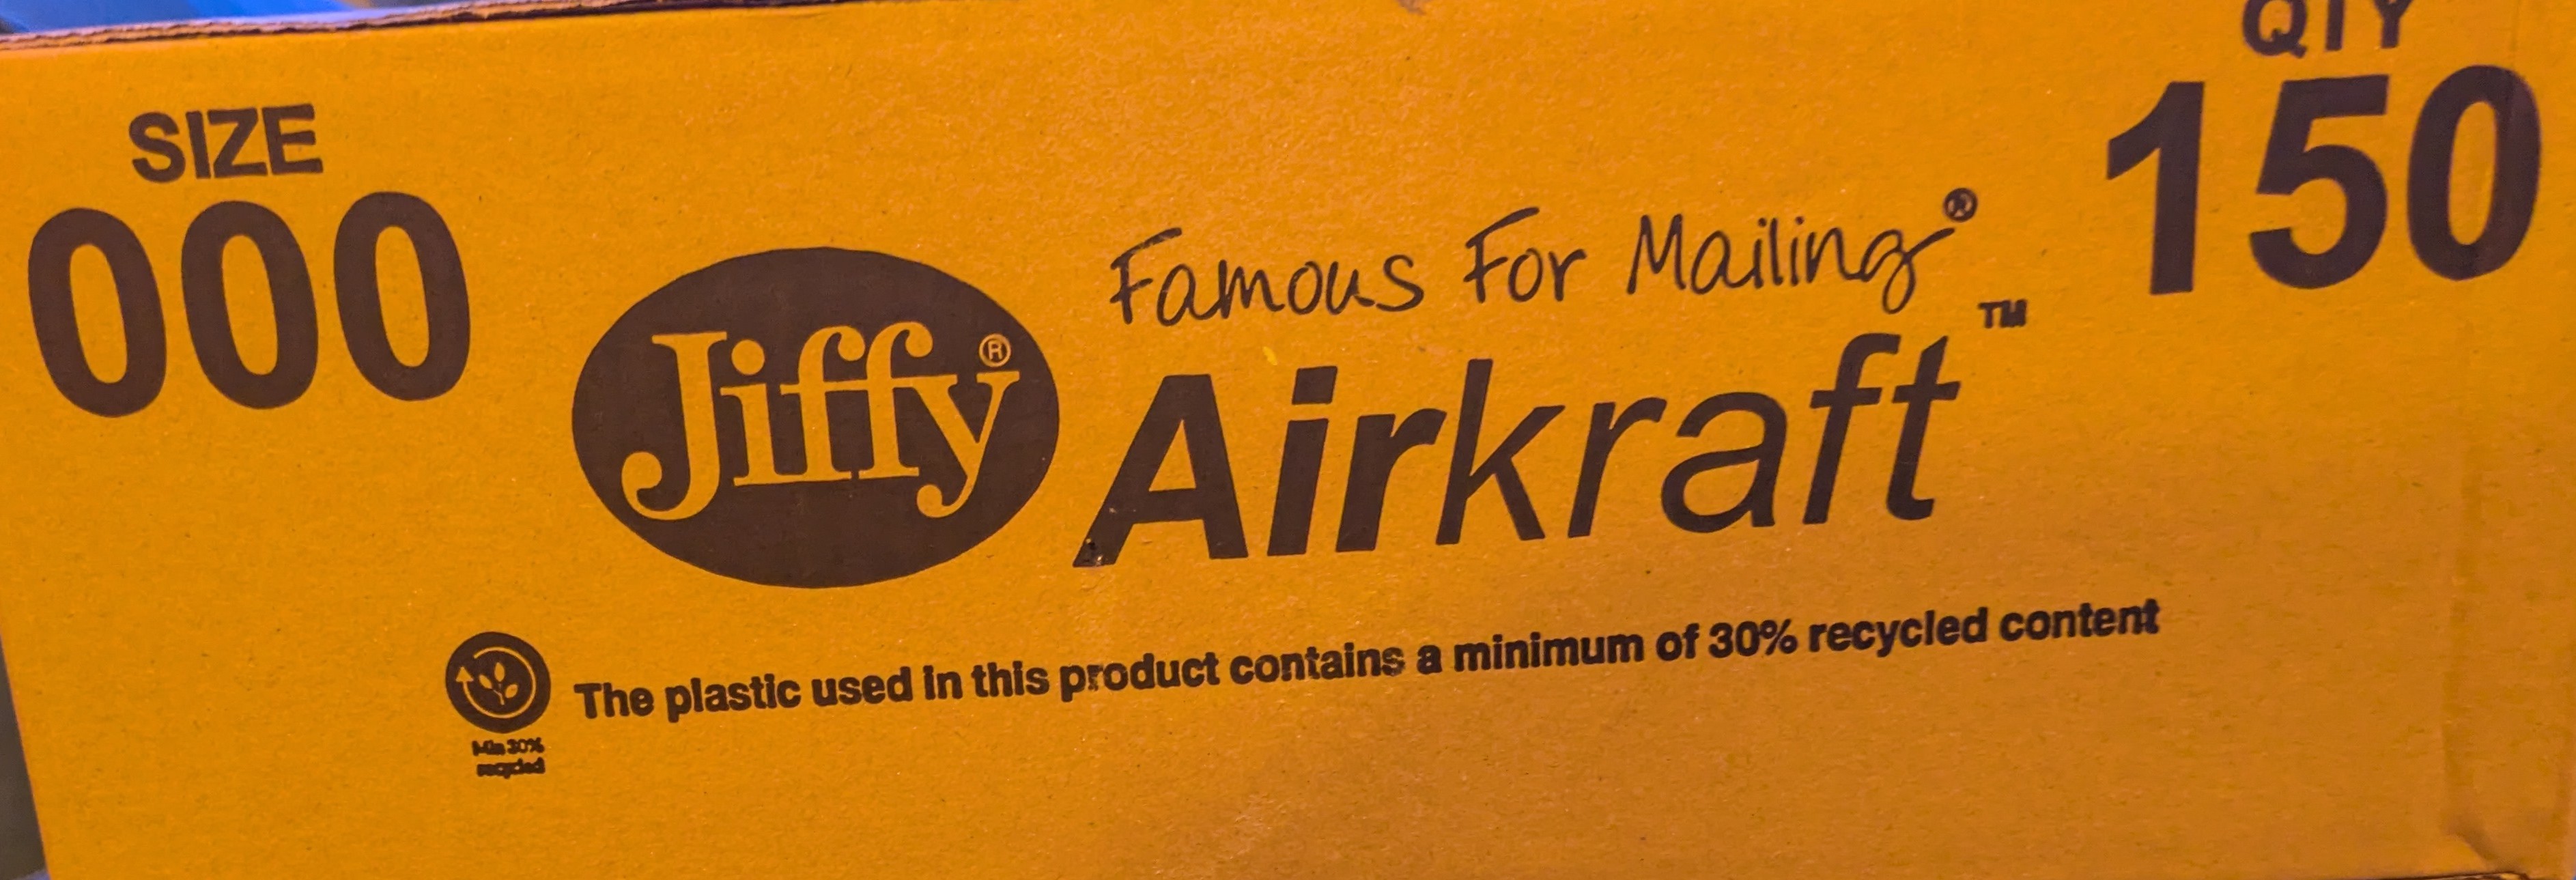 SIZE
000
QTY
150
Jiffy®
Famous For Mailing®
Airkraft™
The plastic used in this product contains a minimum of 30% recycled content
Min 30%
recycled